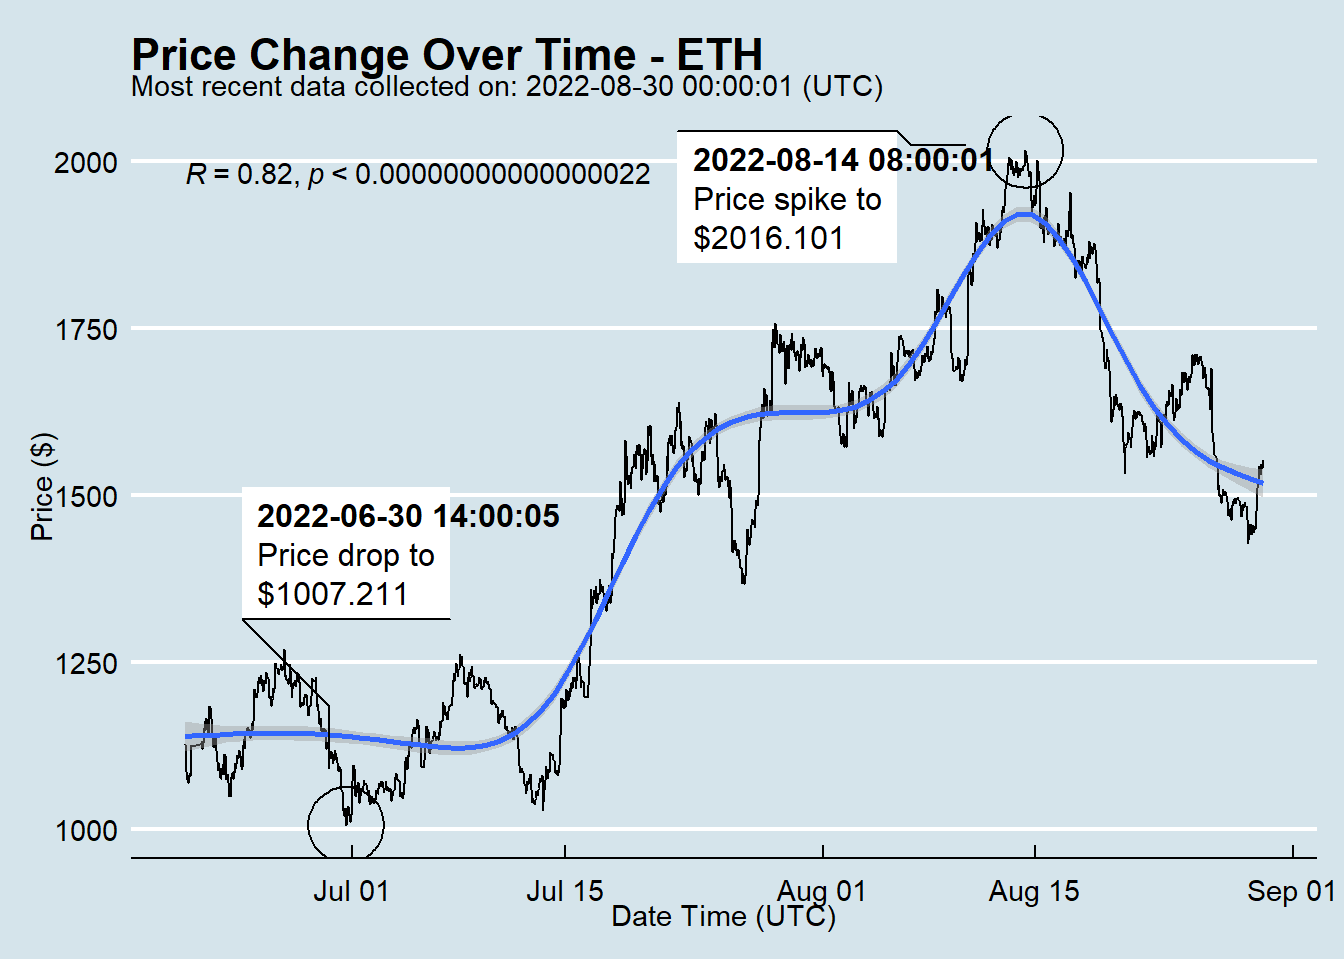 Price Change Over Time - ETH
Most recent data collected on: 2022-08-30 00:00:01 (UTC)
R = 0.82, p < 0.00000000000000022
2022-08-14 08:00:01
Price spike to
$2016.101
2022-06-30 14:00:05
Price drop to
$1007.211
Price ($)
2000
1750
1500
1250
1000
Jul 01
Jul 15
Aug 01
Aug 15
Sep 01
Date Time (UTC)